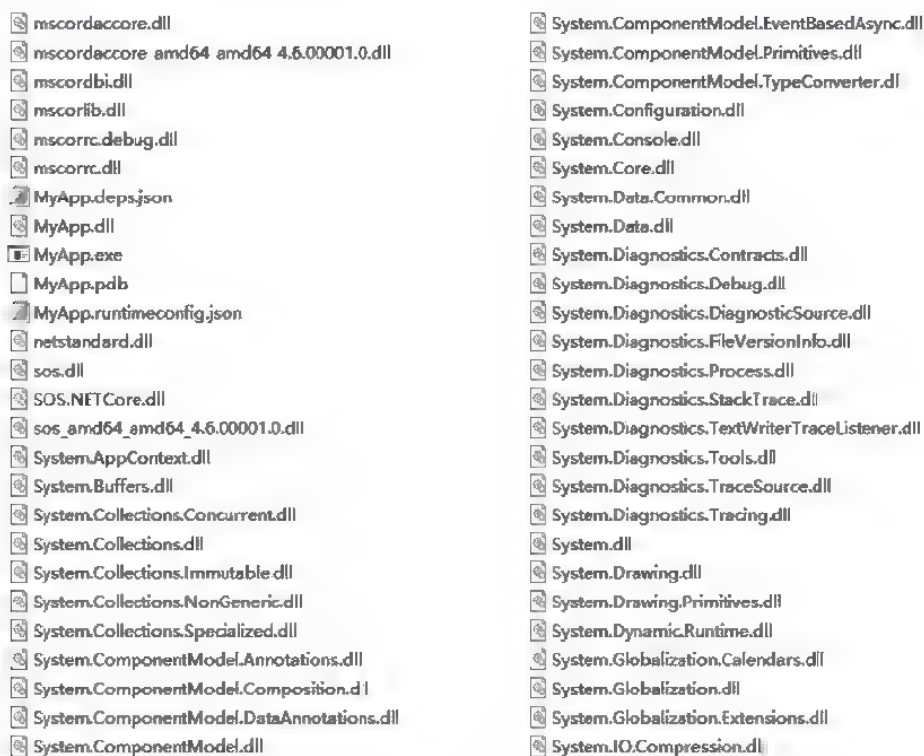 mscordaccore.dll
mscordaccore amd64 amd64 4.6.00001.0.dll
mscordbi.dll
mscorlib.dll
mscorrc.debug.dll
mscorrc.dll
MyApp.deps.json
MyApp.dll
MyApp.exe
MyApp.pdb
MyApp.runtimeconfig.json
netstandard.dll
sos.dll
SOS.NETCore.dll
sos_amd64_amd64_4.6.00001.0.dll
System.AppContext.dll
System.Buffers.dll
System.Collections.Concurrent.dll
System.Collections.dll
System.Collections.Immutable.dll
System.Collections.NonGeneric.dll
System.Collections.Specialized.dll
System.ComponentModel.Annotations.dll
System.ComponentModel.Composition.dll
System.ComponentModel.DataAnnotations.dll
System.ComponentModel.dll
System.ComponentModel.EventBasedAsync.dll
System.ComponentModel.Primitives.dll
System.ComponentModel.TypeConverter.dll
System.Configuration.dll
System.Console.dll
System.Core.dll
System.Data.Common.dll
System.Data.dll
System.Diagnostics.Contracts.dll
System.Diagnostics.Debug.dll
System.Diagnostics.DiagnosticSource.dll
System.Diagnostics.FileVersionInfo.dll
System.Diagnostics.Process.dll
System.Diagnostics.StackTrace.dll
System.Diagnostics.TextWriterTraceListener.dll
System.Diagnostics.Tools.dll
System.Diagnostics.TraceSource.dll
System.Diagnostics.Tracing.dll
System.dll
System.Drawing.dll
System.Drawing.Primitives.dll
System.Dynamic.Runtime.dll
System.Globalization.Calendars.dll
System.Globalization.dll
System.Globalization.Extensions.dll
System.IO.Compression.dll